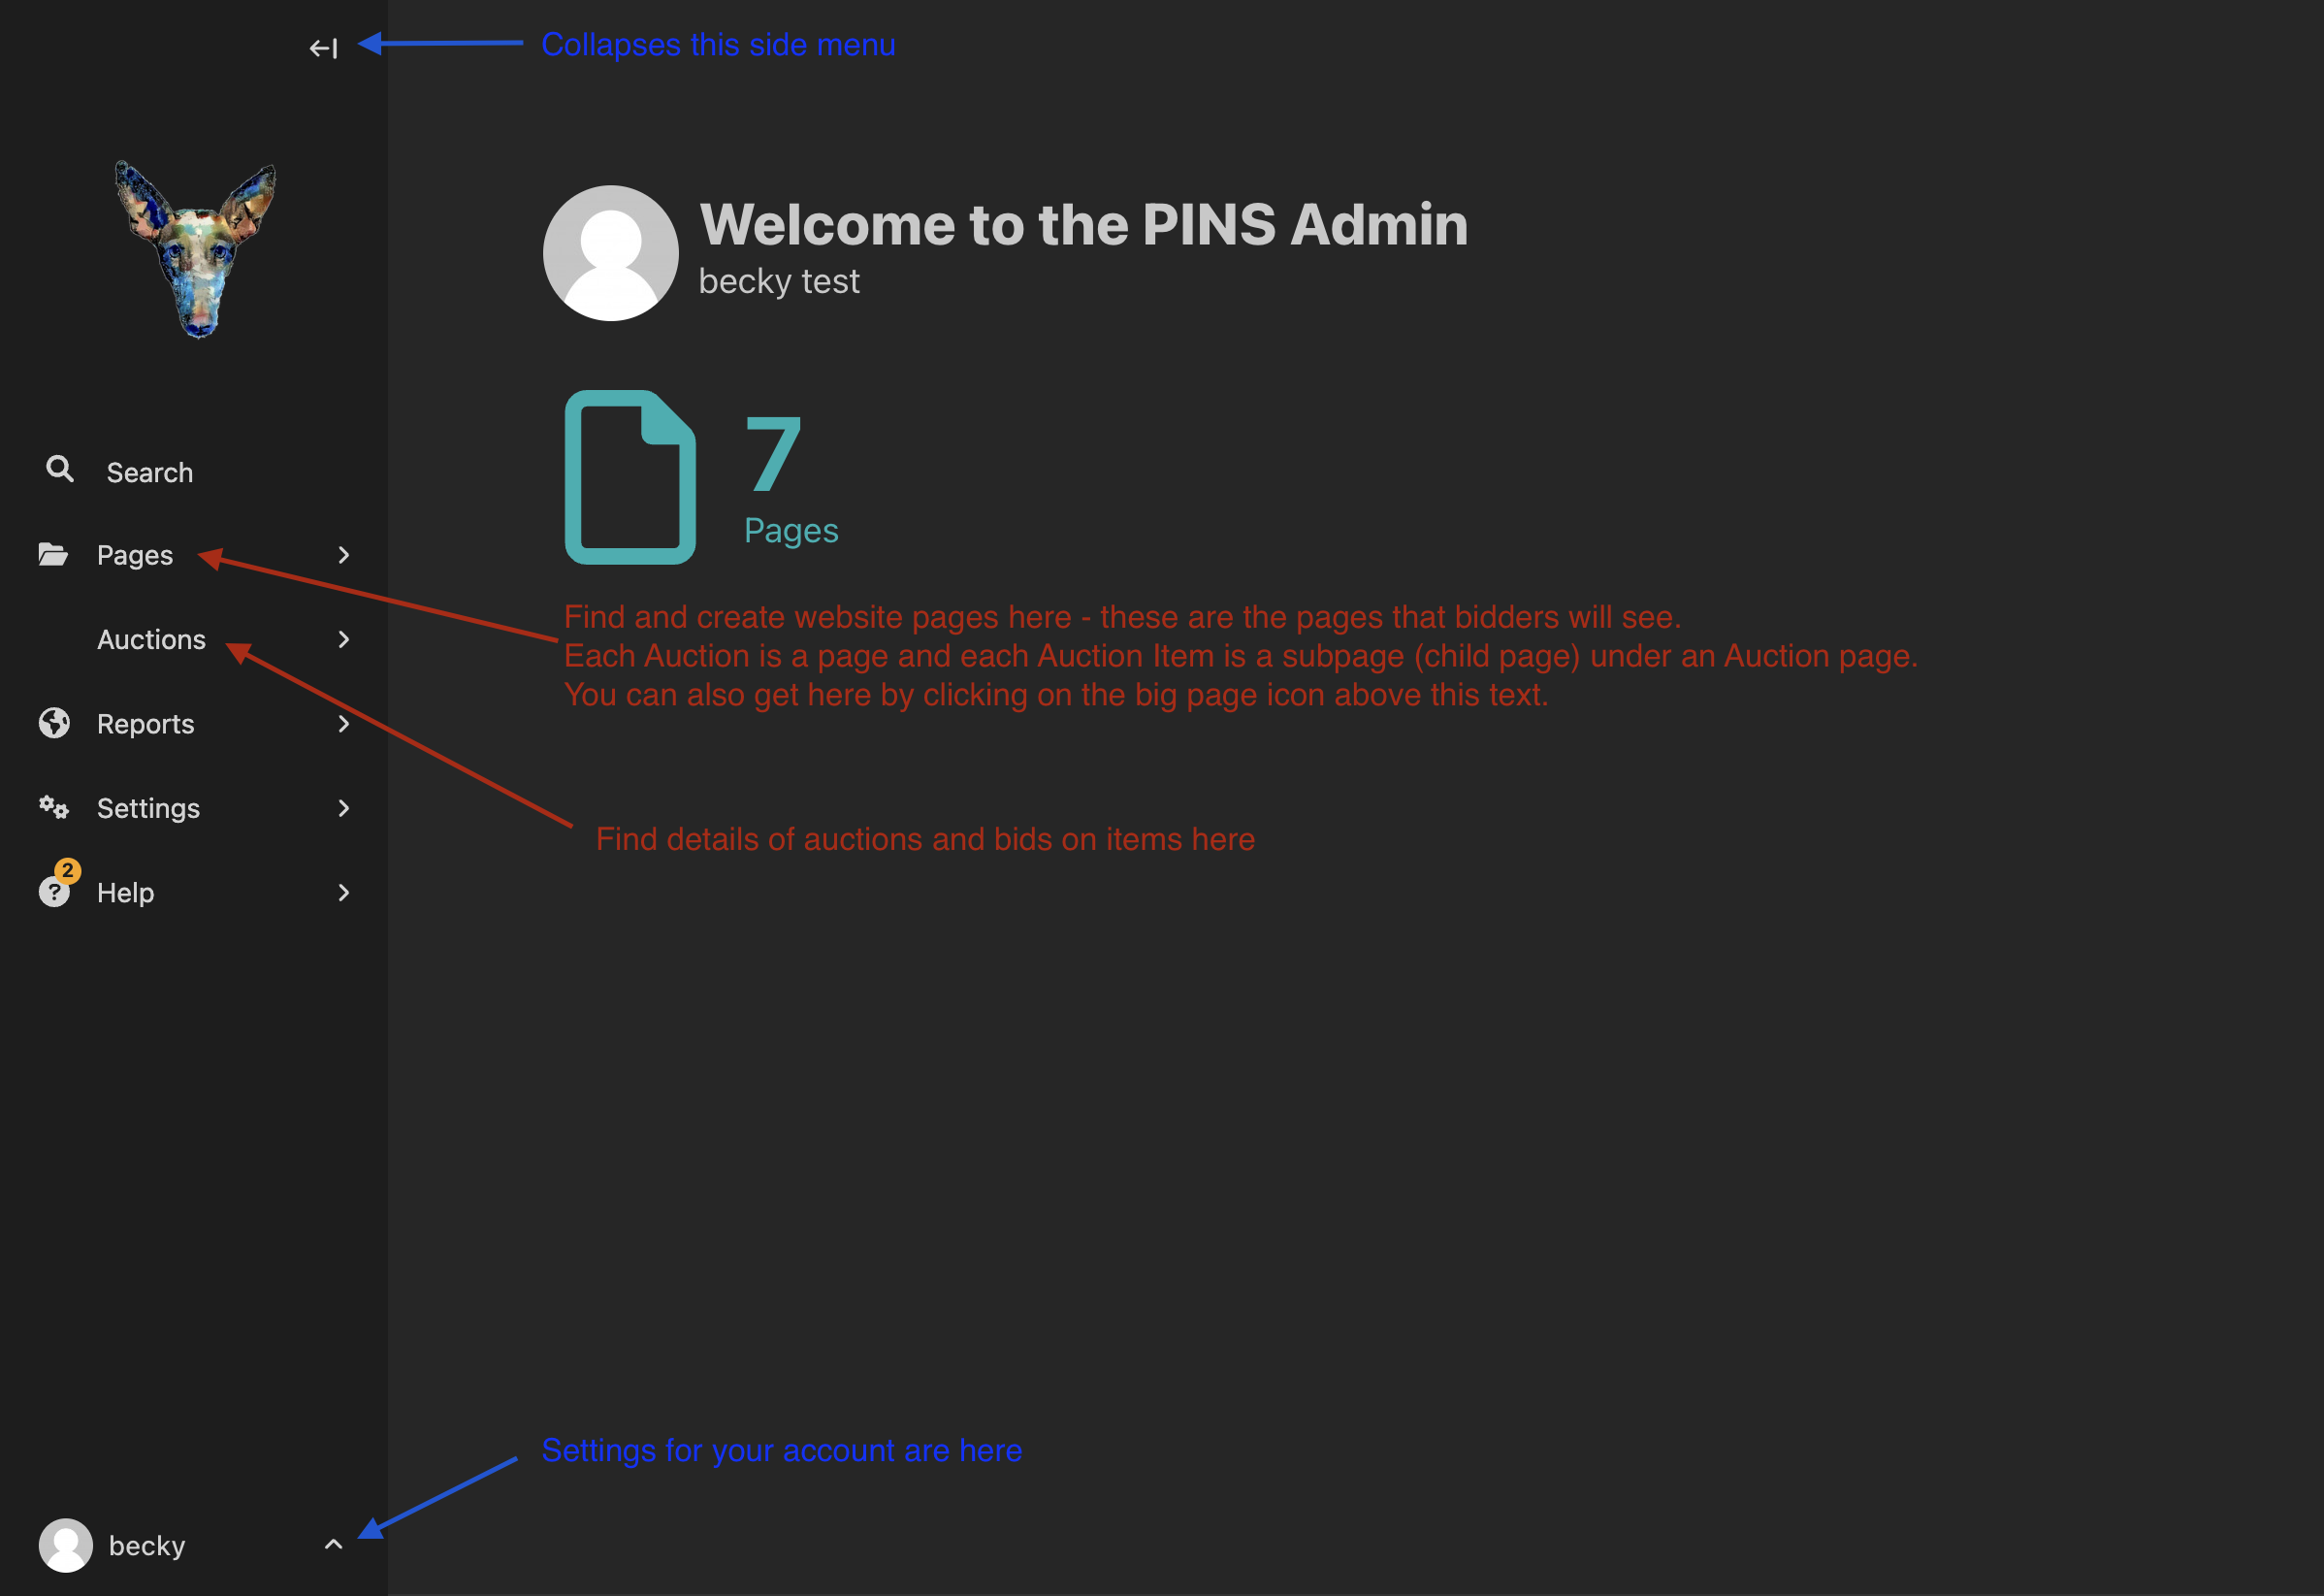 Collapses this side menu
Welcome to the PINS Admin
becky test
Search
7
Pages
Pages
Find and create website pages here - these are the pages that bidders will see.
Each Auction is a page and each Auction Item is a subpage (child page) under an Auction page.
You can also get here by clicking on the big page icon above this text.
Auctions
Reports
Settings
Find details of auctions and bids on items here
2
?
Help
Settings for your account are here
becky